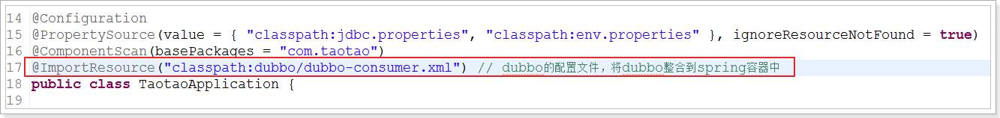 14 @Configuration
15 @PropertySource(value = { "classpath:jdbc.properties", "classpath:env.properties" }, ignoreResourceNotFound = true)
16 @ComponentScan(basePackages = "com.taotao")
17 @ImportResource("classpath:dubbo/dubbo-consumer.xml") // dubbo的配置文件，将dubbo整合到spring容器中
18 public class TaotaoApplication {
19